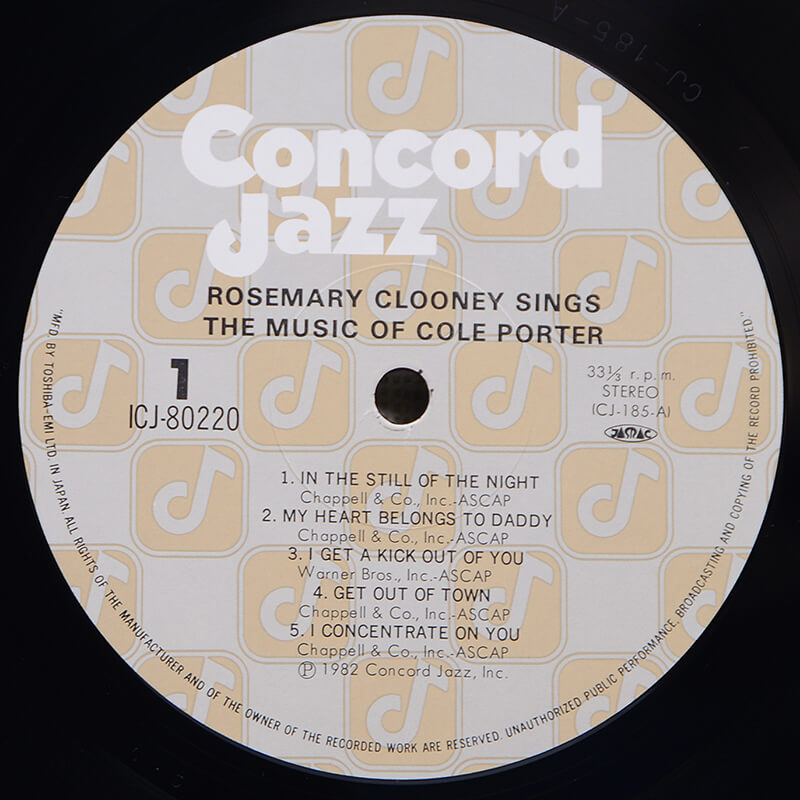 CJ-185-A
Concord
Jazz
ROSEMARY CLOONEY SINGS
THE MUSIC OF COLE PORTER
1
ICJ-80220
33⅓ r.p.m.
STEREO
(CJ-185-A)
JASRAC
1. IN THE STILL OF THE NIGHT
Chappell & Co., Inc.-ASCAP
2. MY HEART BELONGS TO DADDY
Chappell & Co., Inc.-ASCAP
3. I GET A KICK OUT OF YOU
Warner Bros., Inc-ASCAP
4. GET OUT OF TOWN
Chappell & Co., Inc.-ASCAP
5. I CONCENTRATE ON YOU
Chappell & Co., Inc.-ASCAP
Ⓟ 1982 Concord Jazz, Inc.
"MFD BY TOSHIBA-EMI LTD. IN JAPAN ALL RIGHTS OF THE MANUFACTURER AND OF THE OWNER OF THE RECORDED WORK ARE RESERVED. UNAUTHORIZED PUBLIC PERFORMANCE. BROADCASTING AND COPYING OF THE RECORD PROHIBITED."